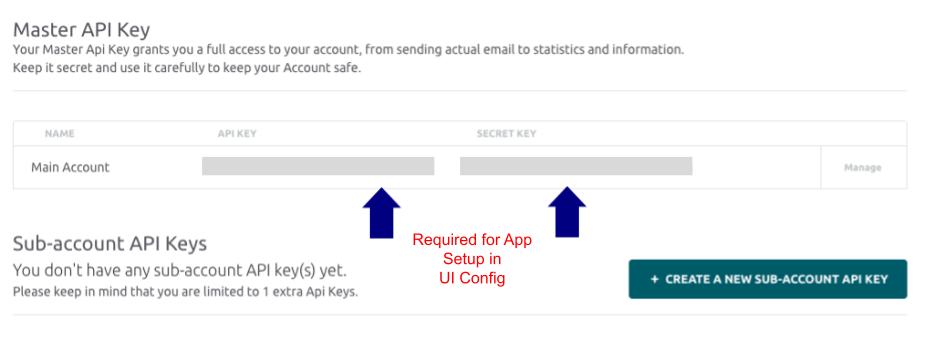 Master API Key
Your Master Api Key grants you a full access to your account, from sending actual email to statistics and information.
Keep it secret and use it carefully to keep your Account safe.
NAME API KEY SECRET KEY
Main Account Manage
Required for App
Setup in
UI Config
Sub-account API Keys
You don't have any sub-account API key(s) yet.
Please keep in mind that you are limited to 1 extra Api Keys.
+ CREATE A NEW SUB-ACCOUNT API KEY